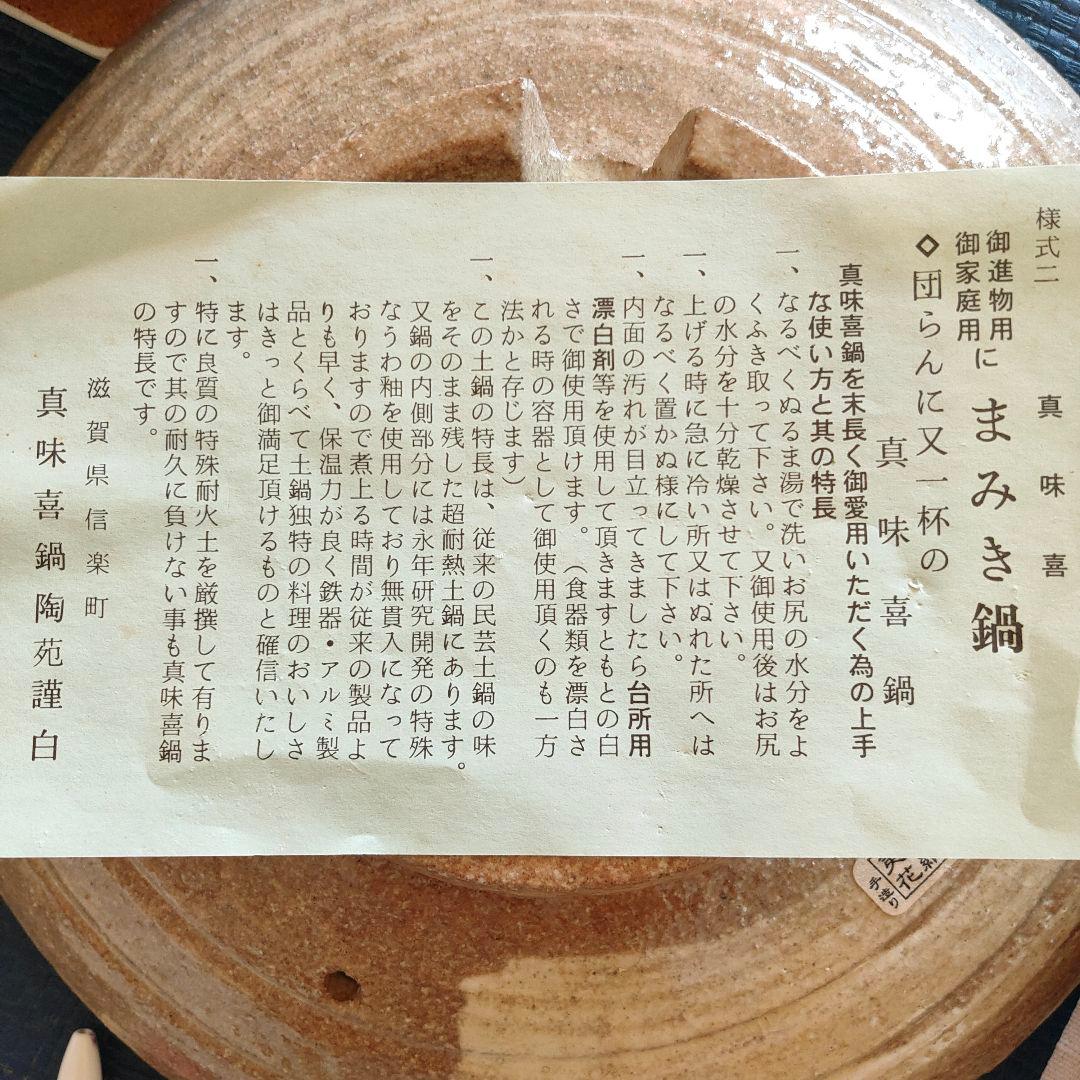 様式二　真味喜
御進物用
御家庭用
に　まみき鍋
◇団らんに又一杯の
真味喜鍋
真味喜鍋を末長く御愛用いただく為の上手
な使い方と其の特長
一、なるべくぬるま湯で洗いお尻の水分をよ
くふき取って下さい。又御使用後はお尻
の水分を十分乾燥させて下さい。
一、上げる時に急に冷い所又はぬれた所へは
なるべく置かぬ様にして下さい。
一、内面の汚れが目立ってきましたら台所用
漂白剤等を使用して頂きますともとの白
さで御使用頂けます。（食器類を漂白さ
れる時の容器として御使用頂くのも一方
法かと存じます）
一、この土鍋の特長は、従来の民芸土鍋の味
をそのまま残した超耐熱土鍋にあります。
又鍋の内側部分には永年研究開発の特殊
なうわ釉を使用しており無貫入になって
おりますので煮上る時間が従来の製品よ
りも早く、保温力が良く鉄器・アルミ製
品とくらべて土鍋独特の料理のおいしさ
はきっと御満足頂けるものと確信いたし
ます。
一、特に良質の特殊耐火土を厳撰して有りま
すので其の耐久に負けない事も真味喜鍋
の特長です。
滋賀県信楽町
真味喜鍋陶苑謹白
花
手造り